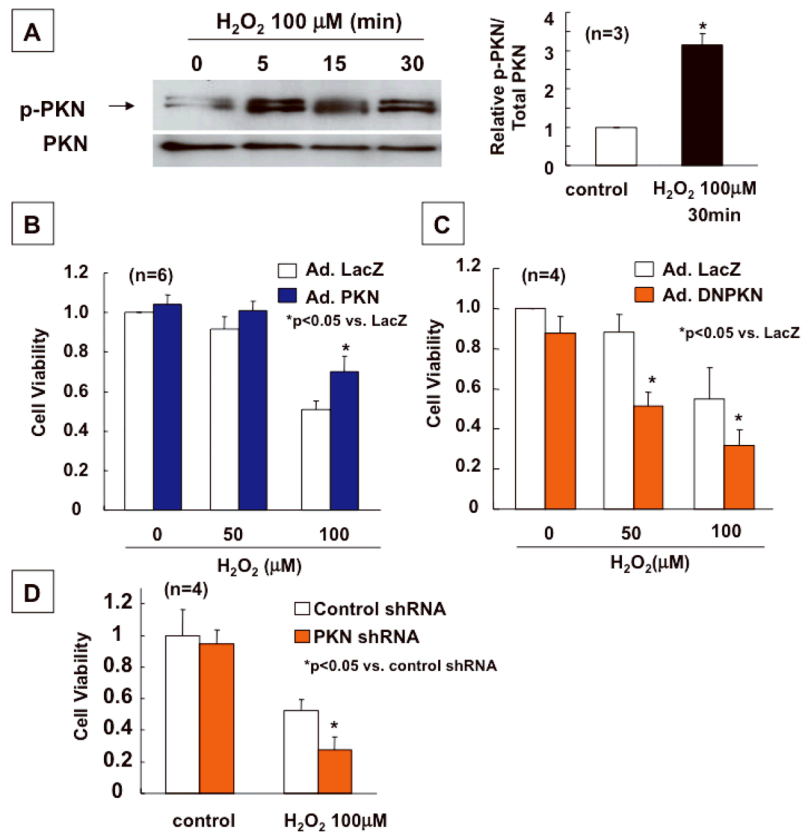 A
H₂O₂ 100 µM (min)
0 5 15 30
p-PKN
PKN
Relative p-PKN/
Total PKN
4
3
2
1
0
(n=3)
*
control H₂O₂ 100µM
30min
B
Cell Viability
1.2
1.0
0.8
0.6
0.4
0.2
0
(n=6)
Ad. LacZ
Ad. PKN
*p<0.05 vs. LacZ
*
0 50 100
H₂O₂ (µM)
C
Cell Viability
1.2
1.0
0.8
0.6
0.4
0.2
0
(n=4)
Ad. LacZ
Ad. DNPKN
*p<0.05 vs. LacZ
*
*
0 50 100
H₂O₂(µM)
D
Cell Viability
1.2
1
0.8
0.6
0.4
0.2
0
(n=4)
Control shRNA
PKN shRNA
*p<0.05 vs. control shRNA
*
control H₂O₂ 100µM